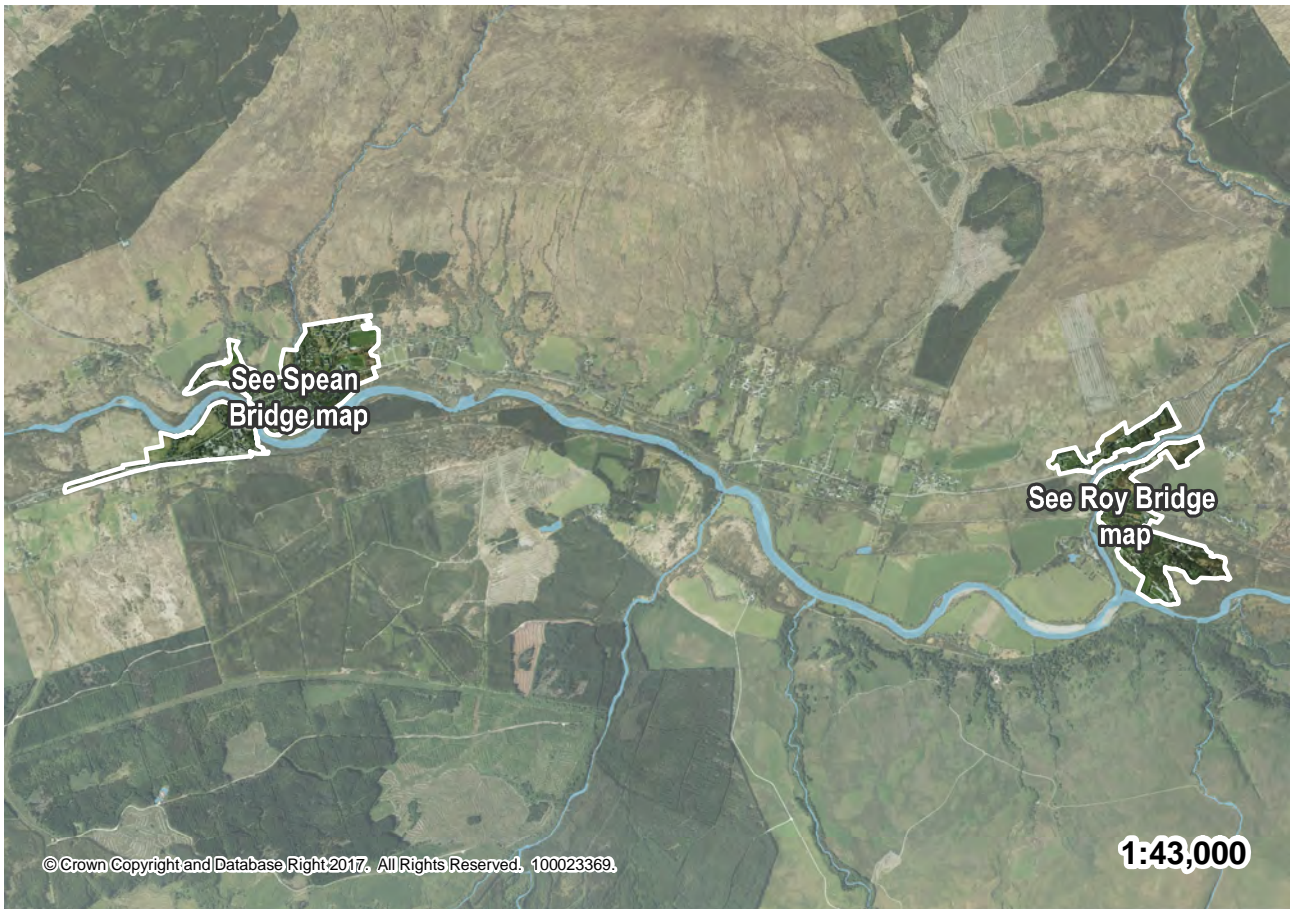 See Spean
Bridge map
See Roy Bridge
map
© Crown Copyright and Database Right 2017. All Rights Reserved. 100023369.
1:43,000